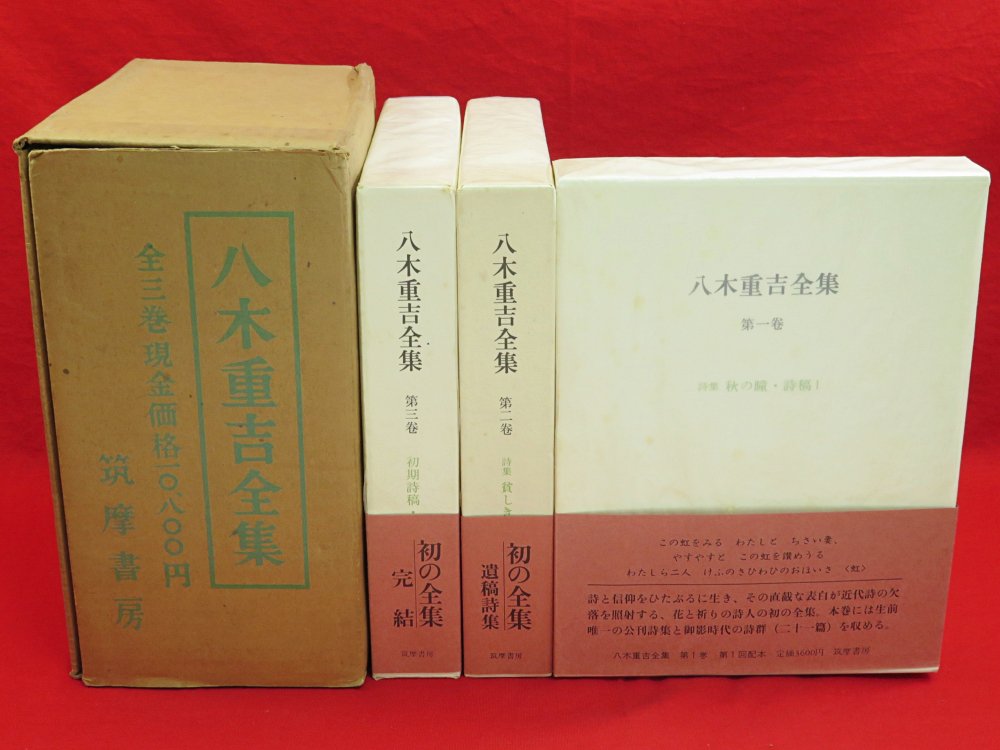 八木重吉全集
全三巻現金価格一〇、八〇〇円
筑摩書房
八木重吉全集
第三巻
初期詩稿・
初の全集
完結
筑摩書房
八木重吉全集
第二巻
詩集 貧しき
初の全集
遺稿詩集
筑摩書房
八木重吉全集
第一巻
詩集 秋の瞳・詩稿Ⅰ
この虹をみる わたしと ちさい妻、
やすやすと この虹を讃めうる
わたしら二人 けふのさひわひのおほいさ〈虹〉
詩と信仰をひたぶるに生き、その直截な表白が近代詩の欠
落を照射する、花と祈りの詩人の初の全集。本巻には生前
唯一の公刊詩集と御影時代の詩群（二十一篇）を収める。
八木重吉全集 第1巻 第1回配本 定価3600円 筑摩書房